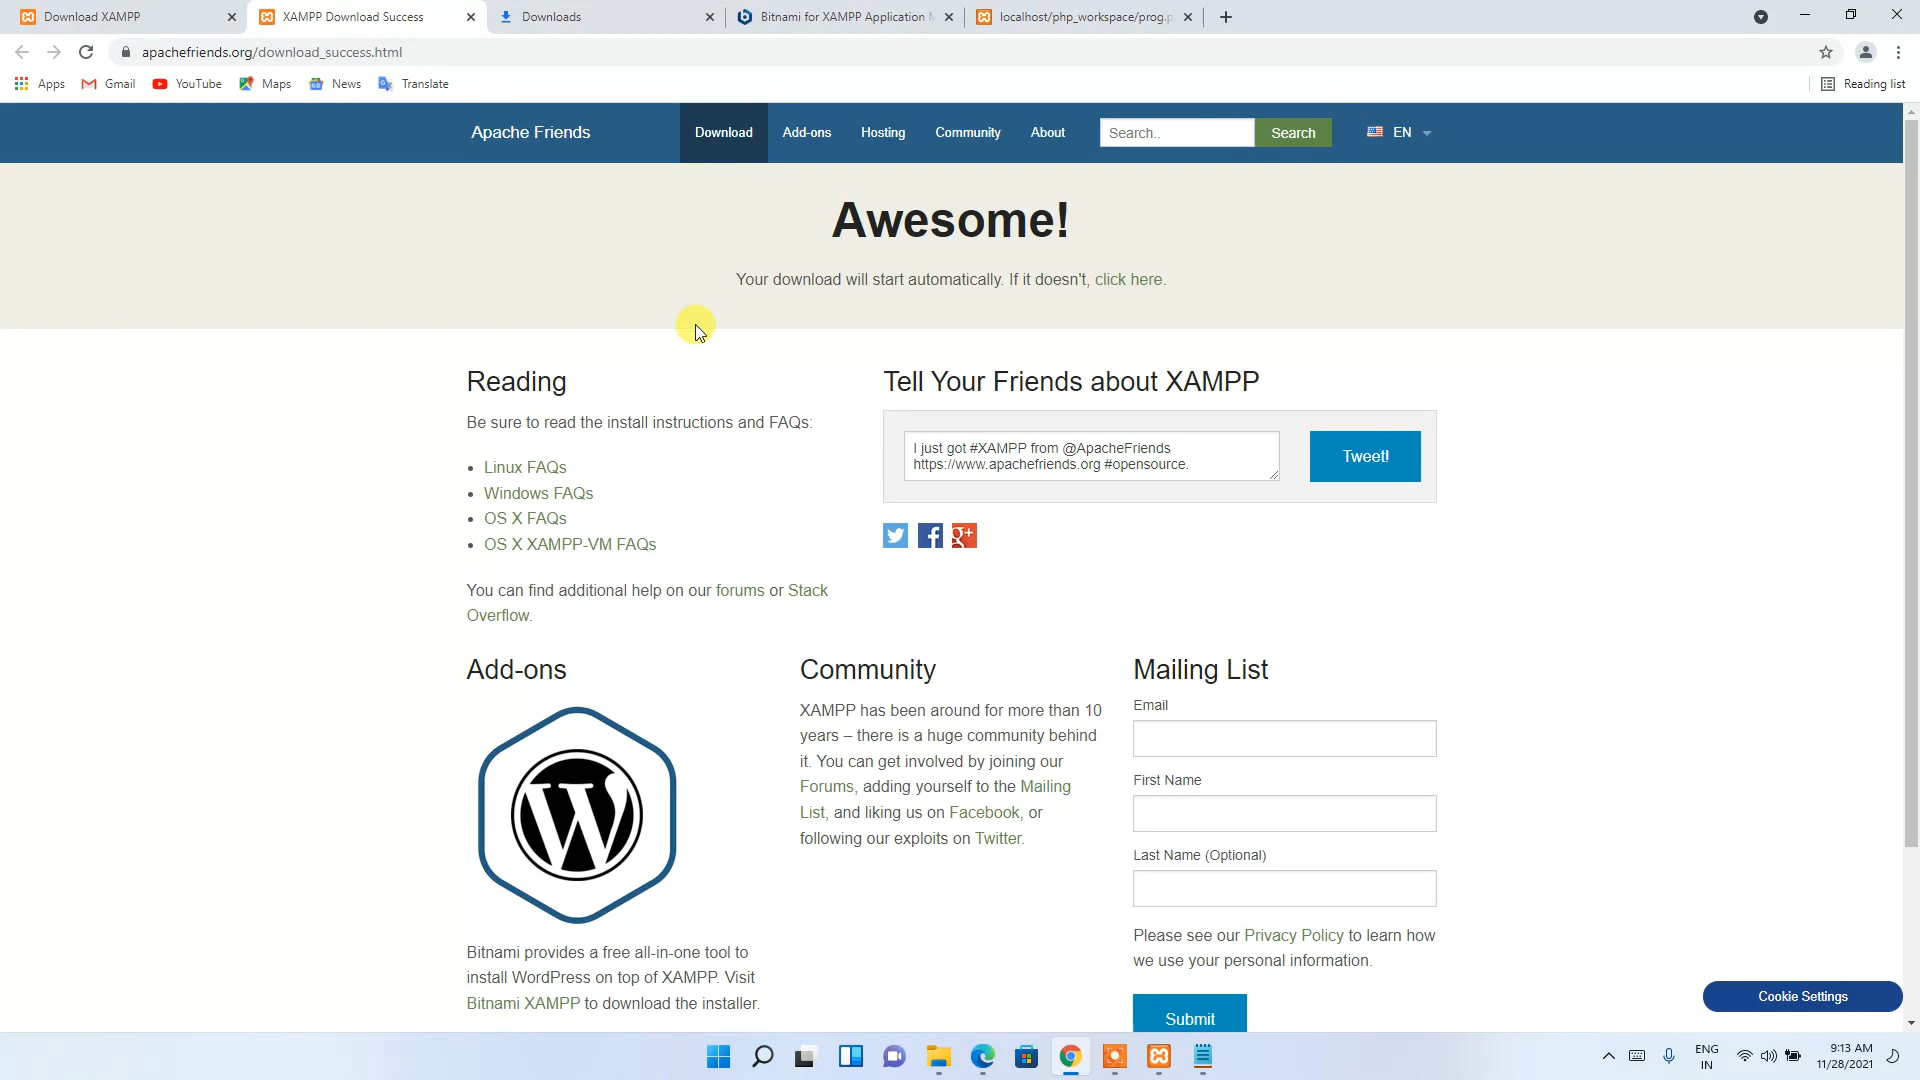 Download XAMPP
XAMPP Download Success
Downloads
Bitnami for XAMPP Application
localhost/php_workspace/prog.p
apachefriends.org/download_success.html
Apps
Gmail
YouTube
Maps
News
Translate
Reading list
Apache Friends
Download
Add-ons
Hosting
Community
About
Search..
Search
EN
Awesome!
Your download will start automatically. If it doesn't, click here.
Reading
Be sure to read the install instructions and FAQs:
Linux FAQs
Windows FAQs
OS X FAQs
OS X XAMPP-VM FAQs
You can find additional help on our forums or Stack
Overflow.
Tell Your Friends about XAMPP
I just got #XAMPP from @ApacheFriends
https://www.apachefriends.org #opensource.
Tweet!
Add-ons
Bitnami provides a free all-in-one tool to
install WordPress on top of XAMPP. Visit
Bitnami XAMPP to download the installer.
Community
XAMPP has been around for more than 10
years – there is a huge community behind
it. You can get involved by joining our
Forums, adding yourself to the Mailing
List, and liking us on Facebook, or
following our exploits on Twitter.
Mailing List
Email
First Name
Last Name (Optional)
Please see our Privacy Policy to learn how
we use your personal information.
Submit
Cookie Settings
ENG
IN
9:13 AM
11/28/2021